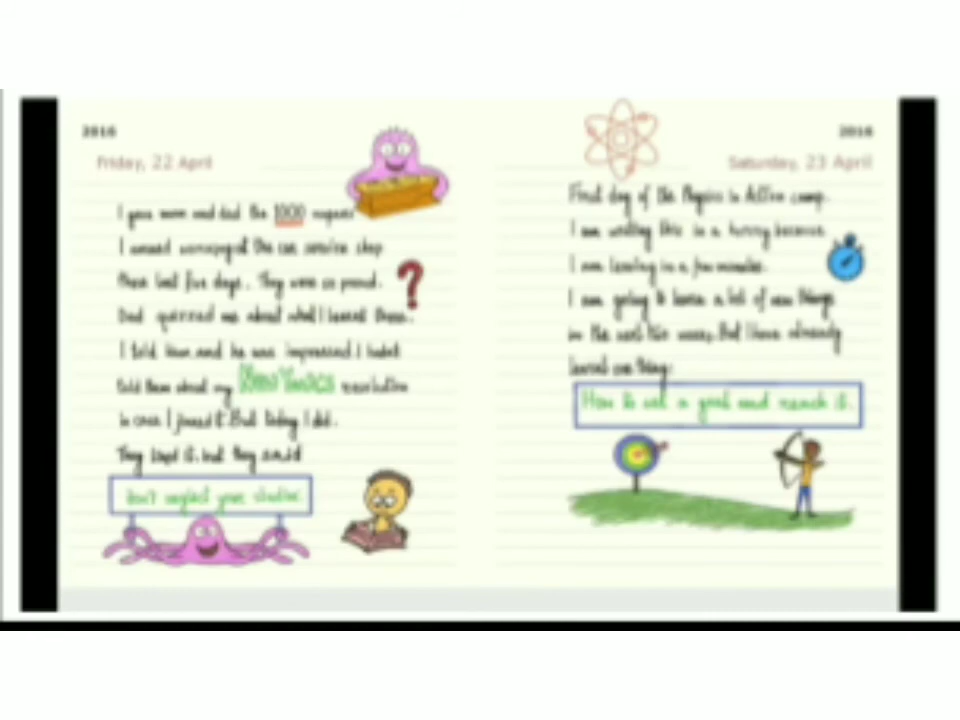 2016
Friday, 22 April
I gave mom and dad the 1000 rupees
I earned working at the car service shop
these last five days. They were so proud.
Dad me about what I learnt there.
I told him and he was impressed. I hadn't
told them about my New Year's resolution
in case I failed it. But today I did.
They liked it, but they said
Don't neglect your studies.
2016
Saturday, 23 April
First day of the Physics in Action camp.
I am writing this in a hurry because
I am leaving in a few minutes.
I am going to learn a lot of new things
in the next two weeks. But I have already
learnt one thing:
How to set a goal and reach it.